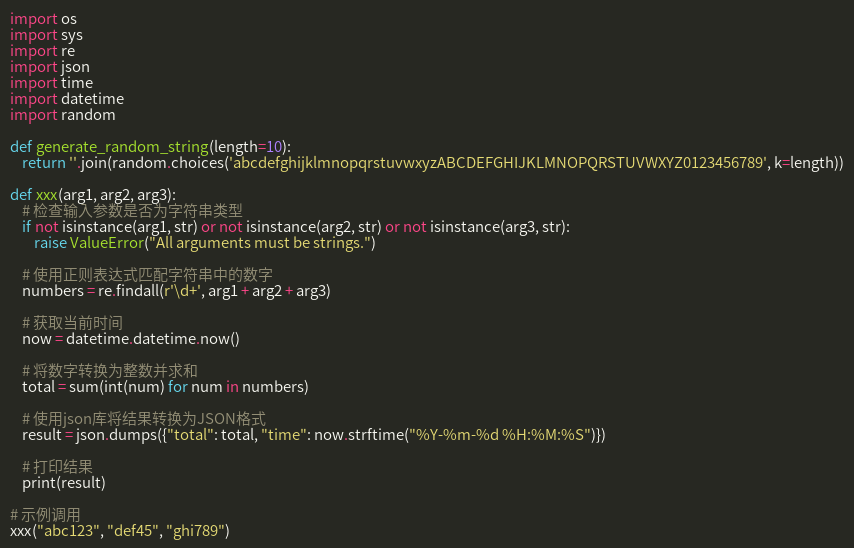 import os
import sys
import re
import json
import time
import datetime
import random

def generate_random_string(length=10):
    return ''.join(random.choices('abcdefghijklmnopqrstuvwxyzABCDEFGHIJKLMNOPQRSTUVWXYZ0123456789', k=length))

def xxx(arg1, arg2, arg3):
    # 检查输入参数是否为字符串类型
    if not isinstance(arg1, str) or not isinstance(arg2, str) or not isinstance(arg3, str):
        raise ValueError("All arguments must be strings.")

    # 使用正则表达式匹配字符串中的数字
    numbers = re.findall(r'\d+', arg1 + arg2 + arg3)

    # 获取当前时间
    now = datetime.datetime.now()

    # 将数字转换为整数并求和
    total = sum(int(num) for num in numbers)

    # 使用json库将结果转换为JSON格式
    result = json.dumps({"total": total, "time": now.strftime("%Y-%m-%d %H:%M:%S")})

    # 打印结果
    print(result)

# 示例调用
xxx("abc123", "def45", "ghi789")